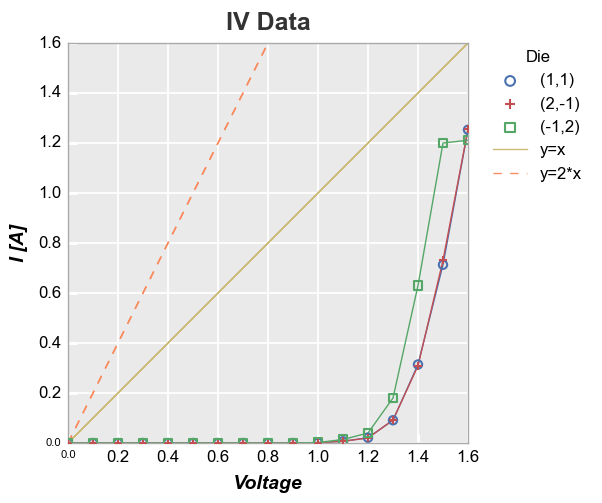 IV Data
1.6
1.4
1.2
1.0
0.8
0.6
0.4
0.2
0.0
0.0 0.2 0.4 0.6 0.8 1.0 1.2 1.4 1.6
I [A]
Voltage
Die
(1,1)
(2,-1)
(-1,2)
y=x
y=2*x